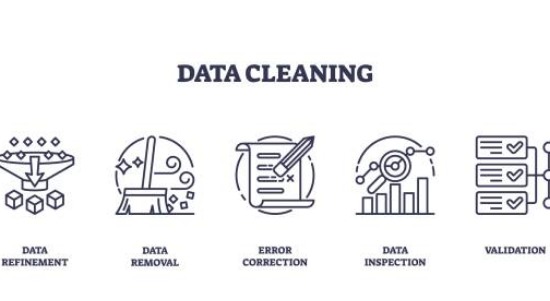 DATA CLEANING
DATA
REFINEMENT
DATA
REMOVAL
ERROR
CORRECTION
DATA
INSPECTION
VALIDATION